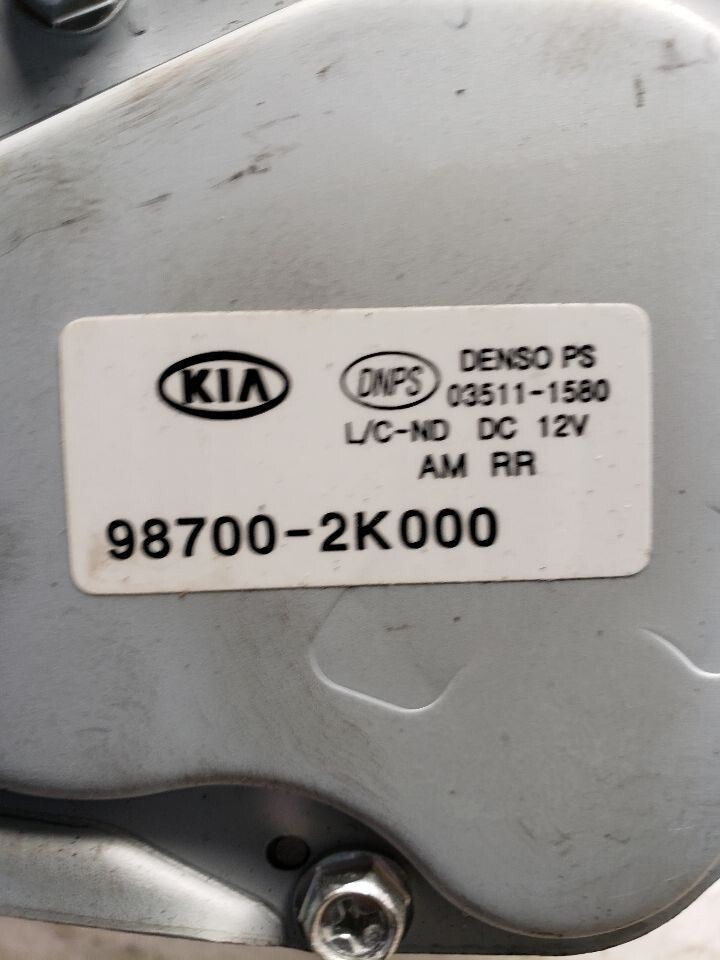 KIA DNPS DENSO PS
03511-1580
L/C-ND DC 12V
AM RR
98700-2K000